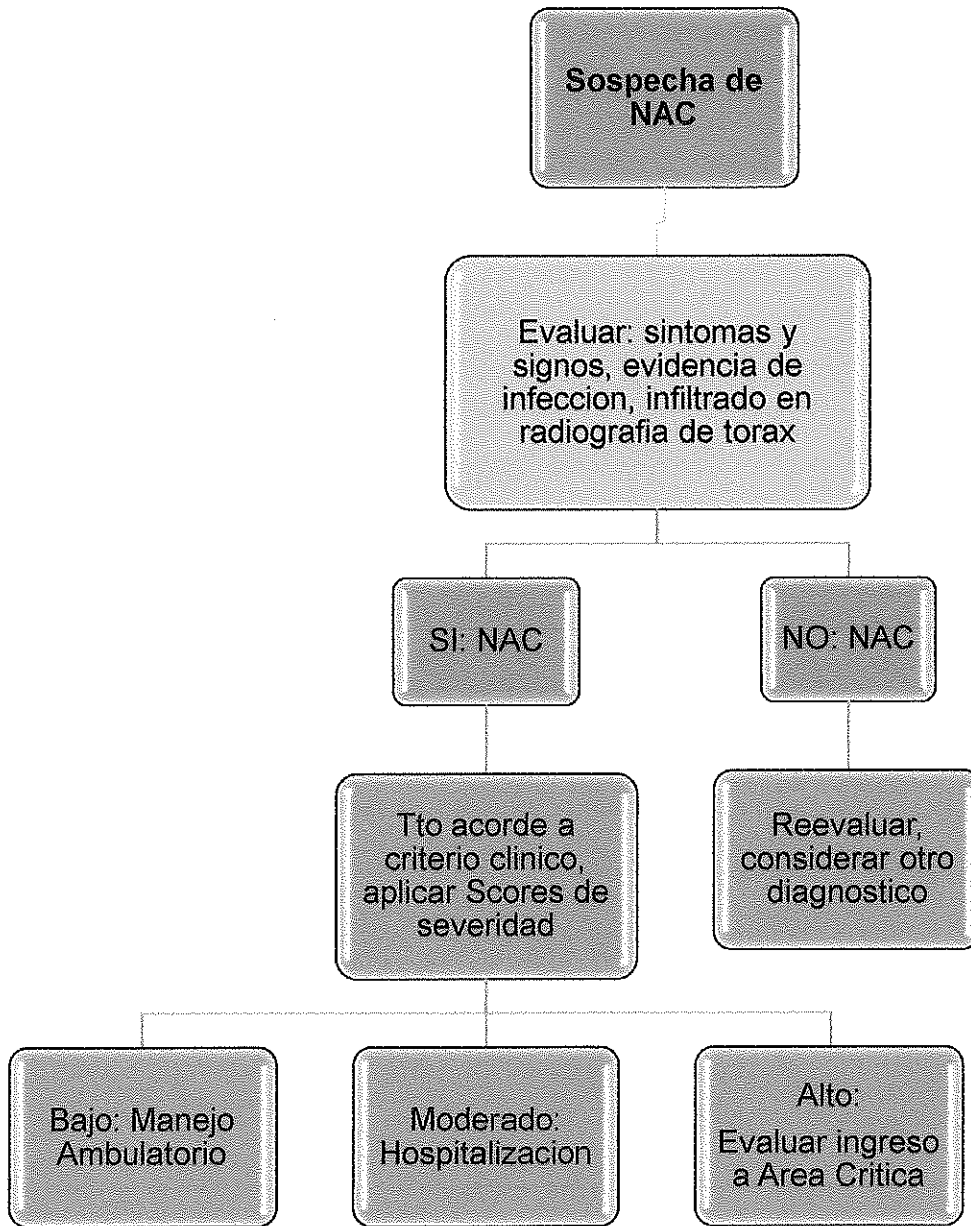 Sospecha de
NAC
Evaluar: sintomas y
signos, evidencia de
infeccion, infiltrado en
radiografia de torax
SI: NAC
NO: NAC
Tto acorde a
criterio clinico,
aplicar Scores de
severidad
Reevaluar,
considerar otro
diagnostico
Bajo: Manejo
Ambulatorio
Moderado:
Hospitalizacion
Alto:
Evaluar ingreso
a Area Critica